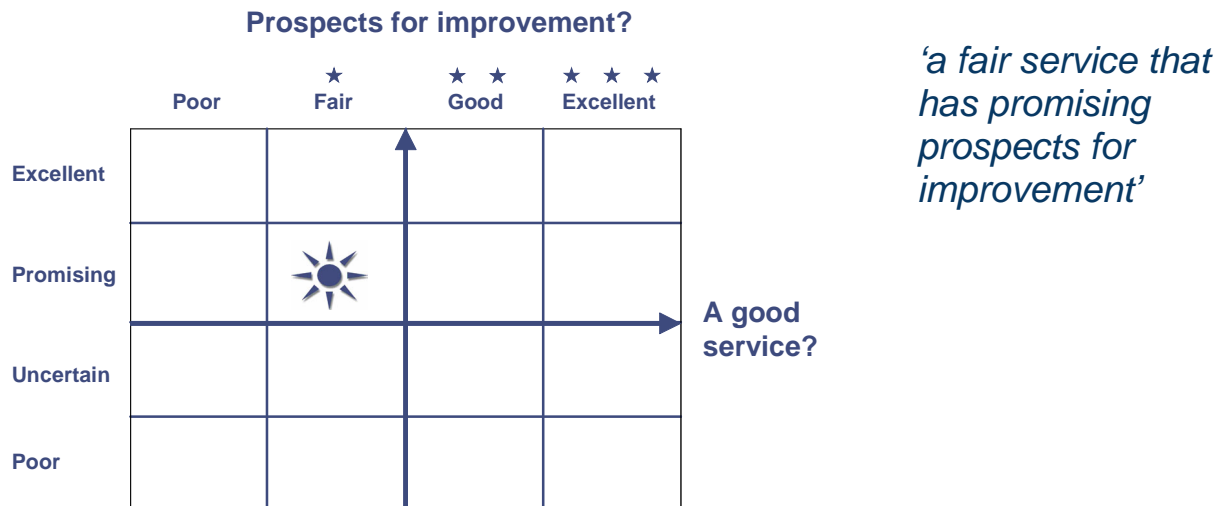 Prospects for improvement?
‘a fair service that
has promising
prospects for
improvement’
★ ★ ★ ★ ★ ★
Poor Fair Good Excellent
Excellent
Promising
A good
service?
Uncertain
Poor